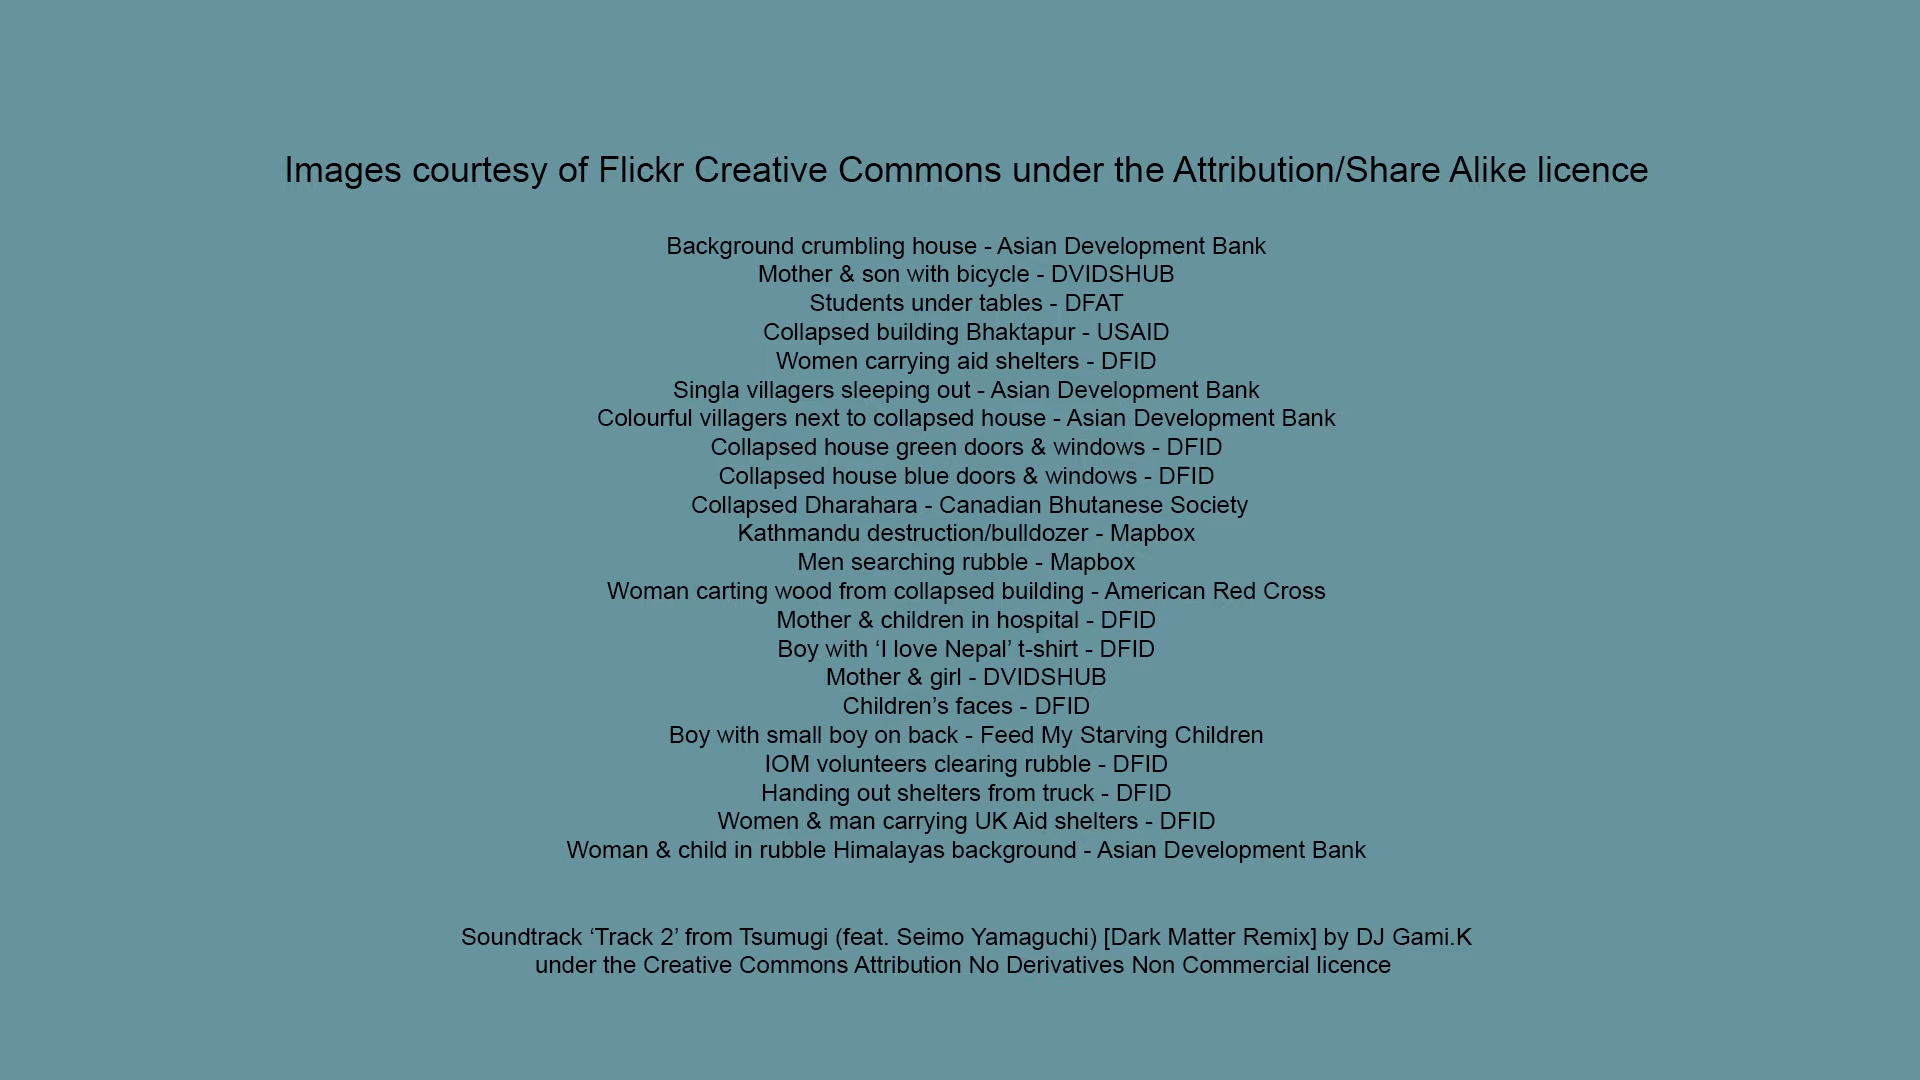 Images courtesy of Flickr Creative Commons under the Attribution/Share Alike licence
Background crumbling house - Asian Development Bank
Mother & son with bicycle - DVIDSHUB
Students under tables - DFAT
Collapsed building Bhaktapur - USAID
Women carrying aid shelters - DFID
Singla villagers sleeping out - Asian Development Bank
Colourful villagers next to collapsed house - Asian Development Bank
Collapsed house green doors & windows - DFID
Collapsed house blue doors & windows - DFID
Collapsed Dharahara - Canadian Bhutanese Society
Kathmandu destruction/bulldozer - Mapbox
Men searching rubble - Mapbox
Woman carting wood from collapsed building - American Red Cross
Mother & children in hospital - DFID
Boy with ‘I love Nepal’ t-shirt - DFID
Mother & girl - DVIDSHUB
Children’s faces - DFID
Boy with small boy on back - Feed My Starving Children
IOM volunteers clearing rubble - DFID
Handing out shelters from truck - DFID
Women & man carrying UK Aid shelters - DFID
Woman & child in rubble Himalayas background - Asian Development Bank
Soundtrack ‘Track 2’ from Tsumugi (feat. Seimo Yamaguchi) [Dark Matter Remix] by DJ Gami.K
under the Creative Commons Attribution No Derivatives Non Commercial licence